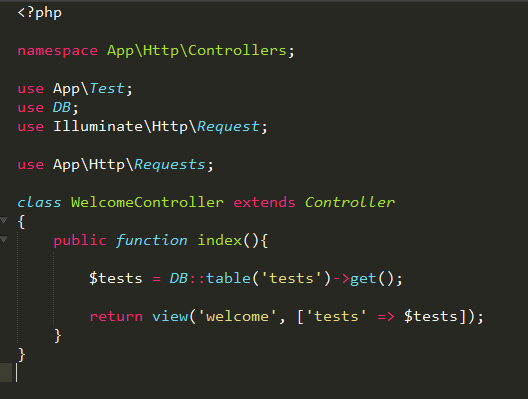 <?php
namespace App\Http\Controllers;
use App\Test;
use DB;
use Illuminate\Http\Request;
use App\Http\Requests;
class WelcomeController extends Controller
{
    public function index(){
        $tests = DB::table('tests')->get();
        return view('welcome', ['tests' => $tests]);
    }
}